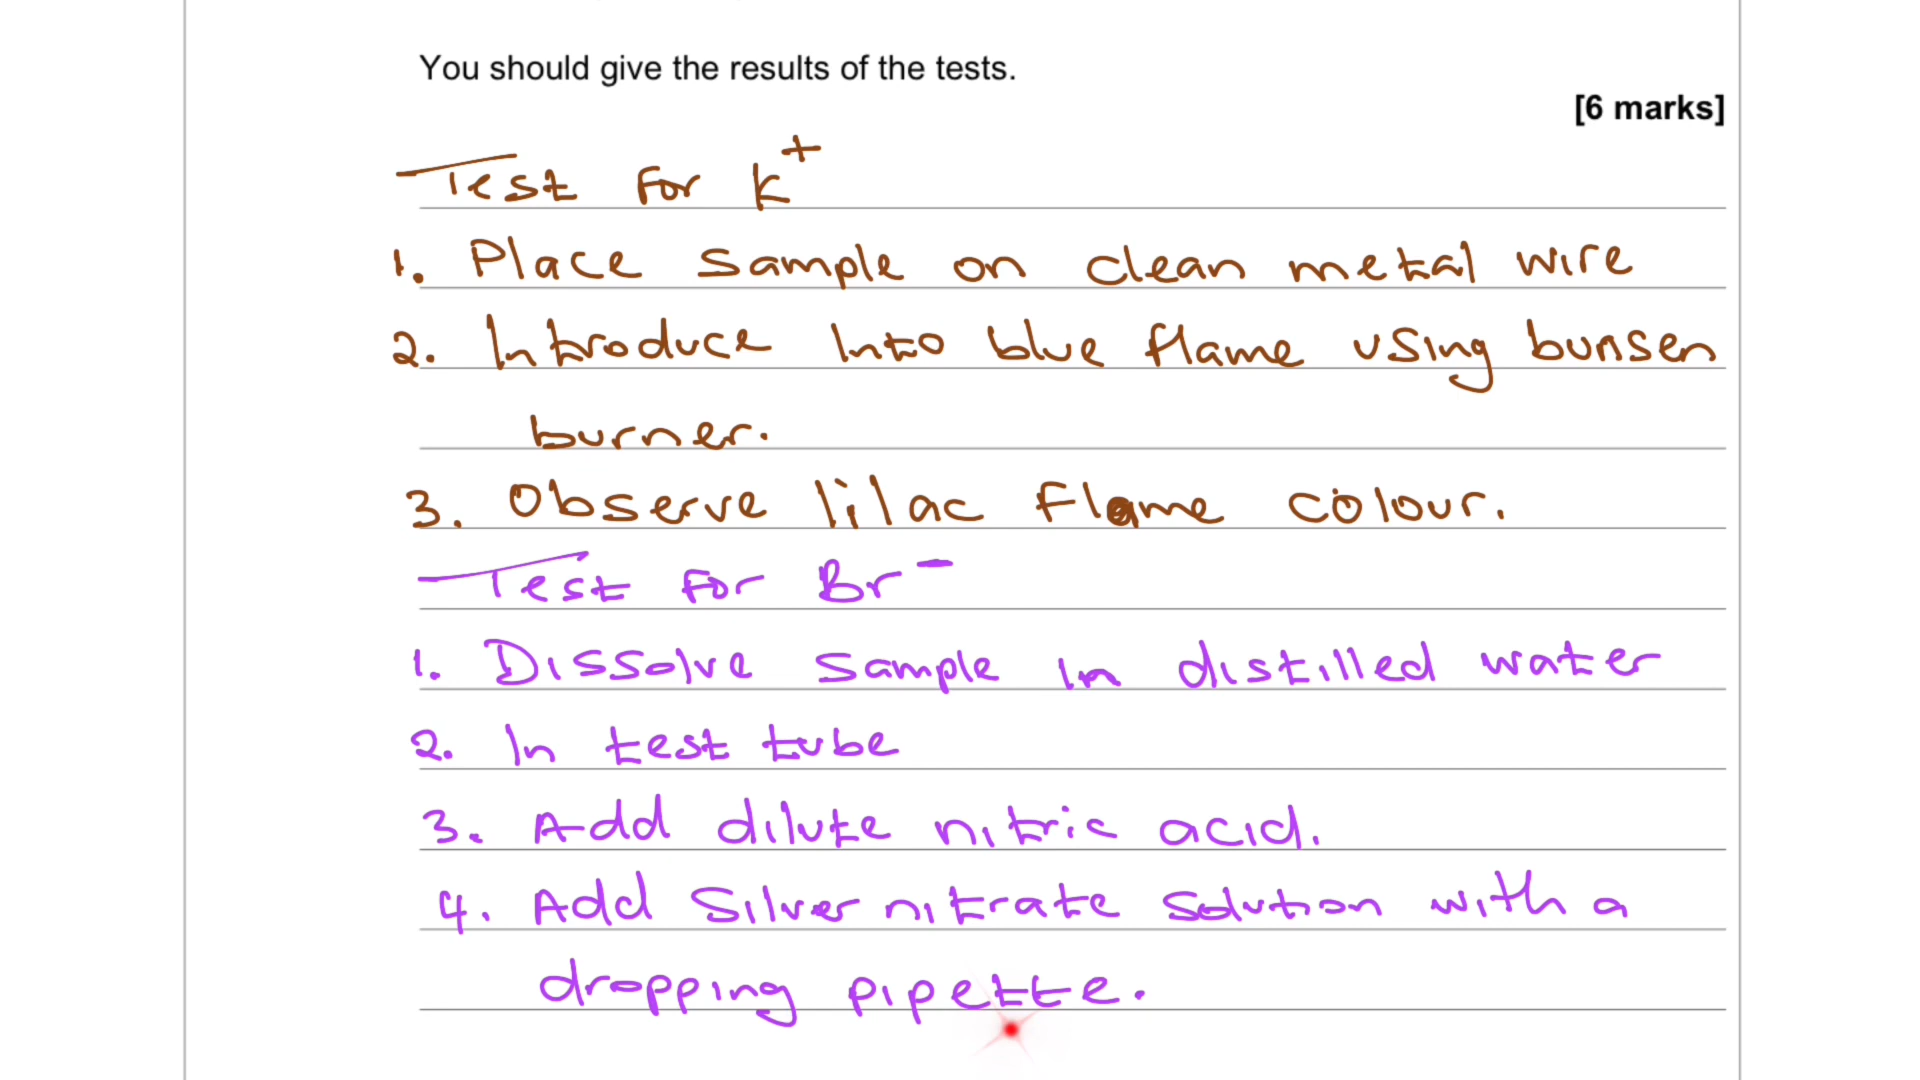 You should give the results of the tests.
[6 marks]
Test for K⁺
1. Place sample on clean metal wire
2. Introduce into blue flame using bunsen
burner.
3. Observe lilac flame colour.
Test for Br⁻
1. Dissolve sample in distilled water
2. In test tube
3. Add dilute nitric acid.
4. Add silver nitrate solution with a
dropping pipette.